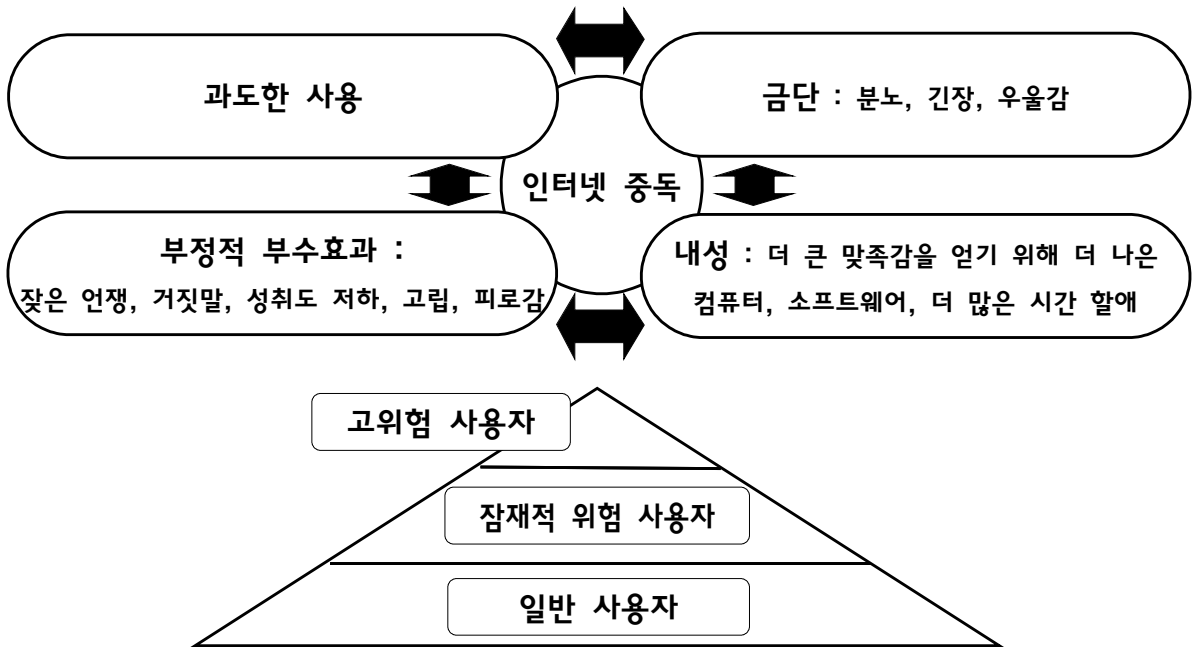 과도한 사용
금단 : 분노, 긴장, 우울감
인터넷 중독
부정적 부수효과 :
잦은 언쟁, 거짓말, 성취도 저하, 고립, 피로감
내성 : 더 큰 맞족감을 얻기 위해 더 나은
컴퓨터, 소프트웨어, 더 많은 시간 할애
고위험 사용자
잠재적 위험 사용자
일반 사용자